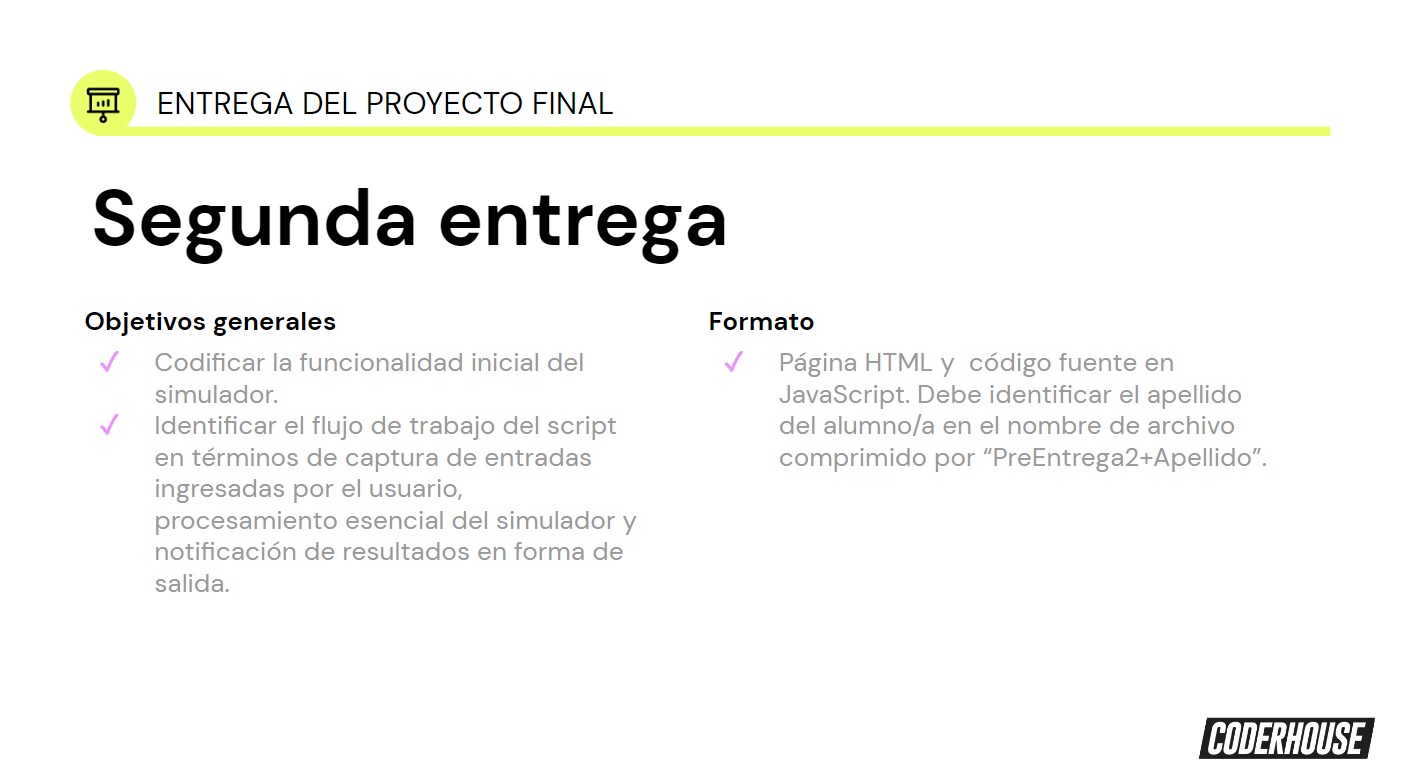 ENTREGA DEL PROYECTO FINAL
Segunda entrega
Objetivos generales
✓ Codificar la funcionalidad inicial del
simulador.
✓ Identificar el flujo de trabajo del script
en términos de captura de entradas
ingresadas por el usuario,
procesamiento esencial del simulador y
notificación de resultados en forma de
salida.
Formato
✓ Página HTML y  código fuente en
JavaScript. Debe identificar el apellido
del alumno/a en el nombre de archivo
comprimido por “PreEntrega2+Apellido”.
CODERHOUSE